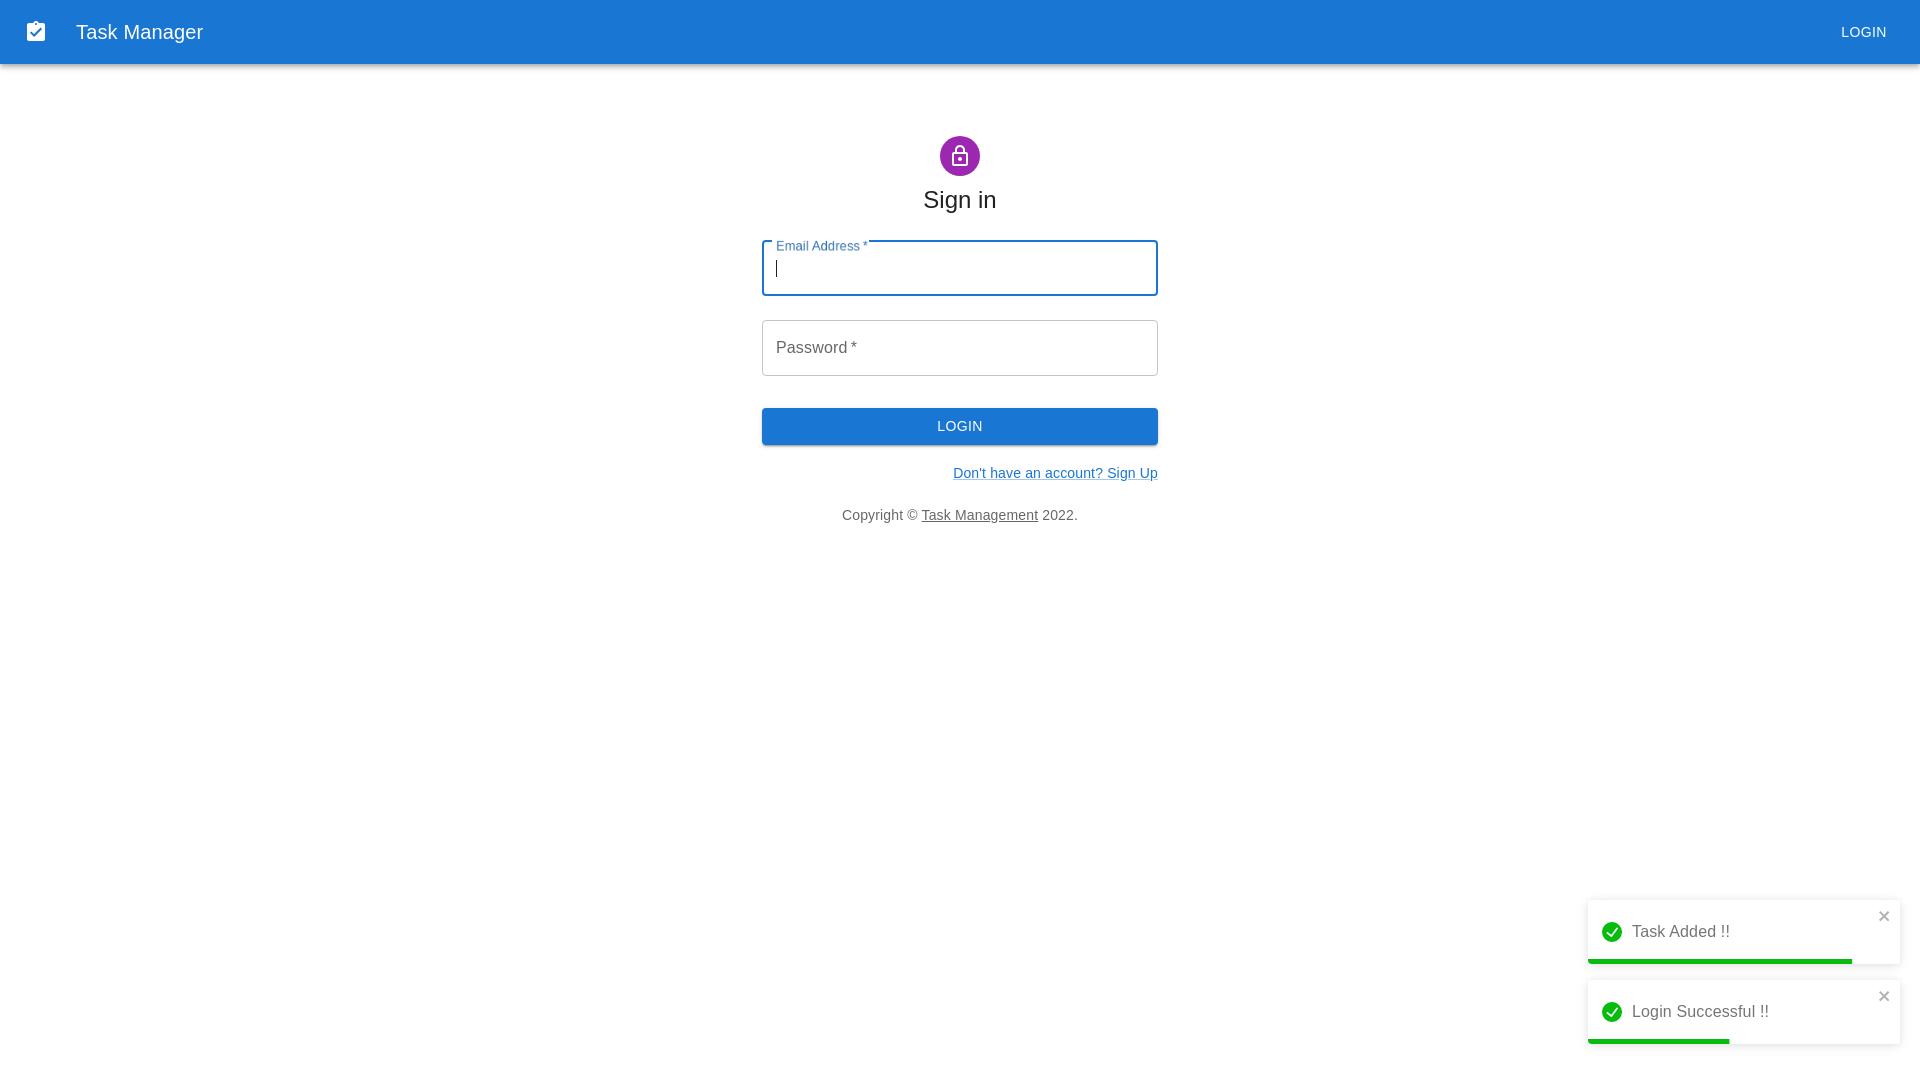 Task Manager
LOGIN
Sign in
Email Address *
Password *
LOGIN
Don't have an account? Sign Up
Copyright © Task Management 2022.
Task Added !!
Login Successful !!